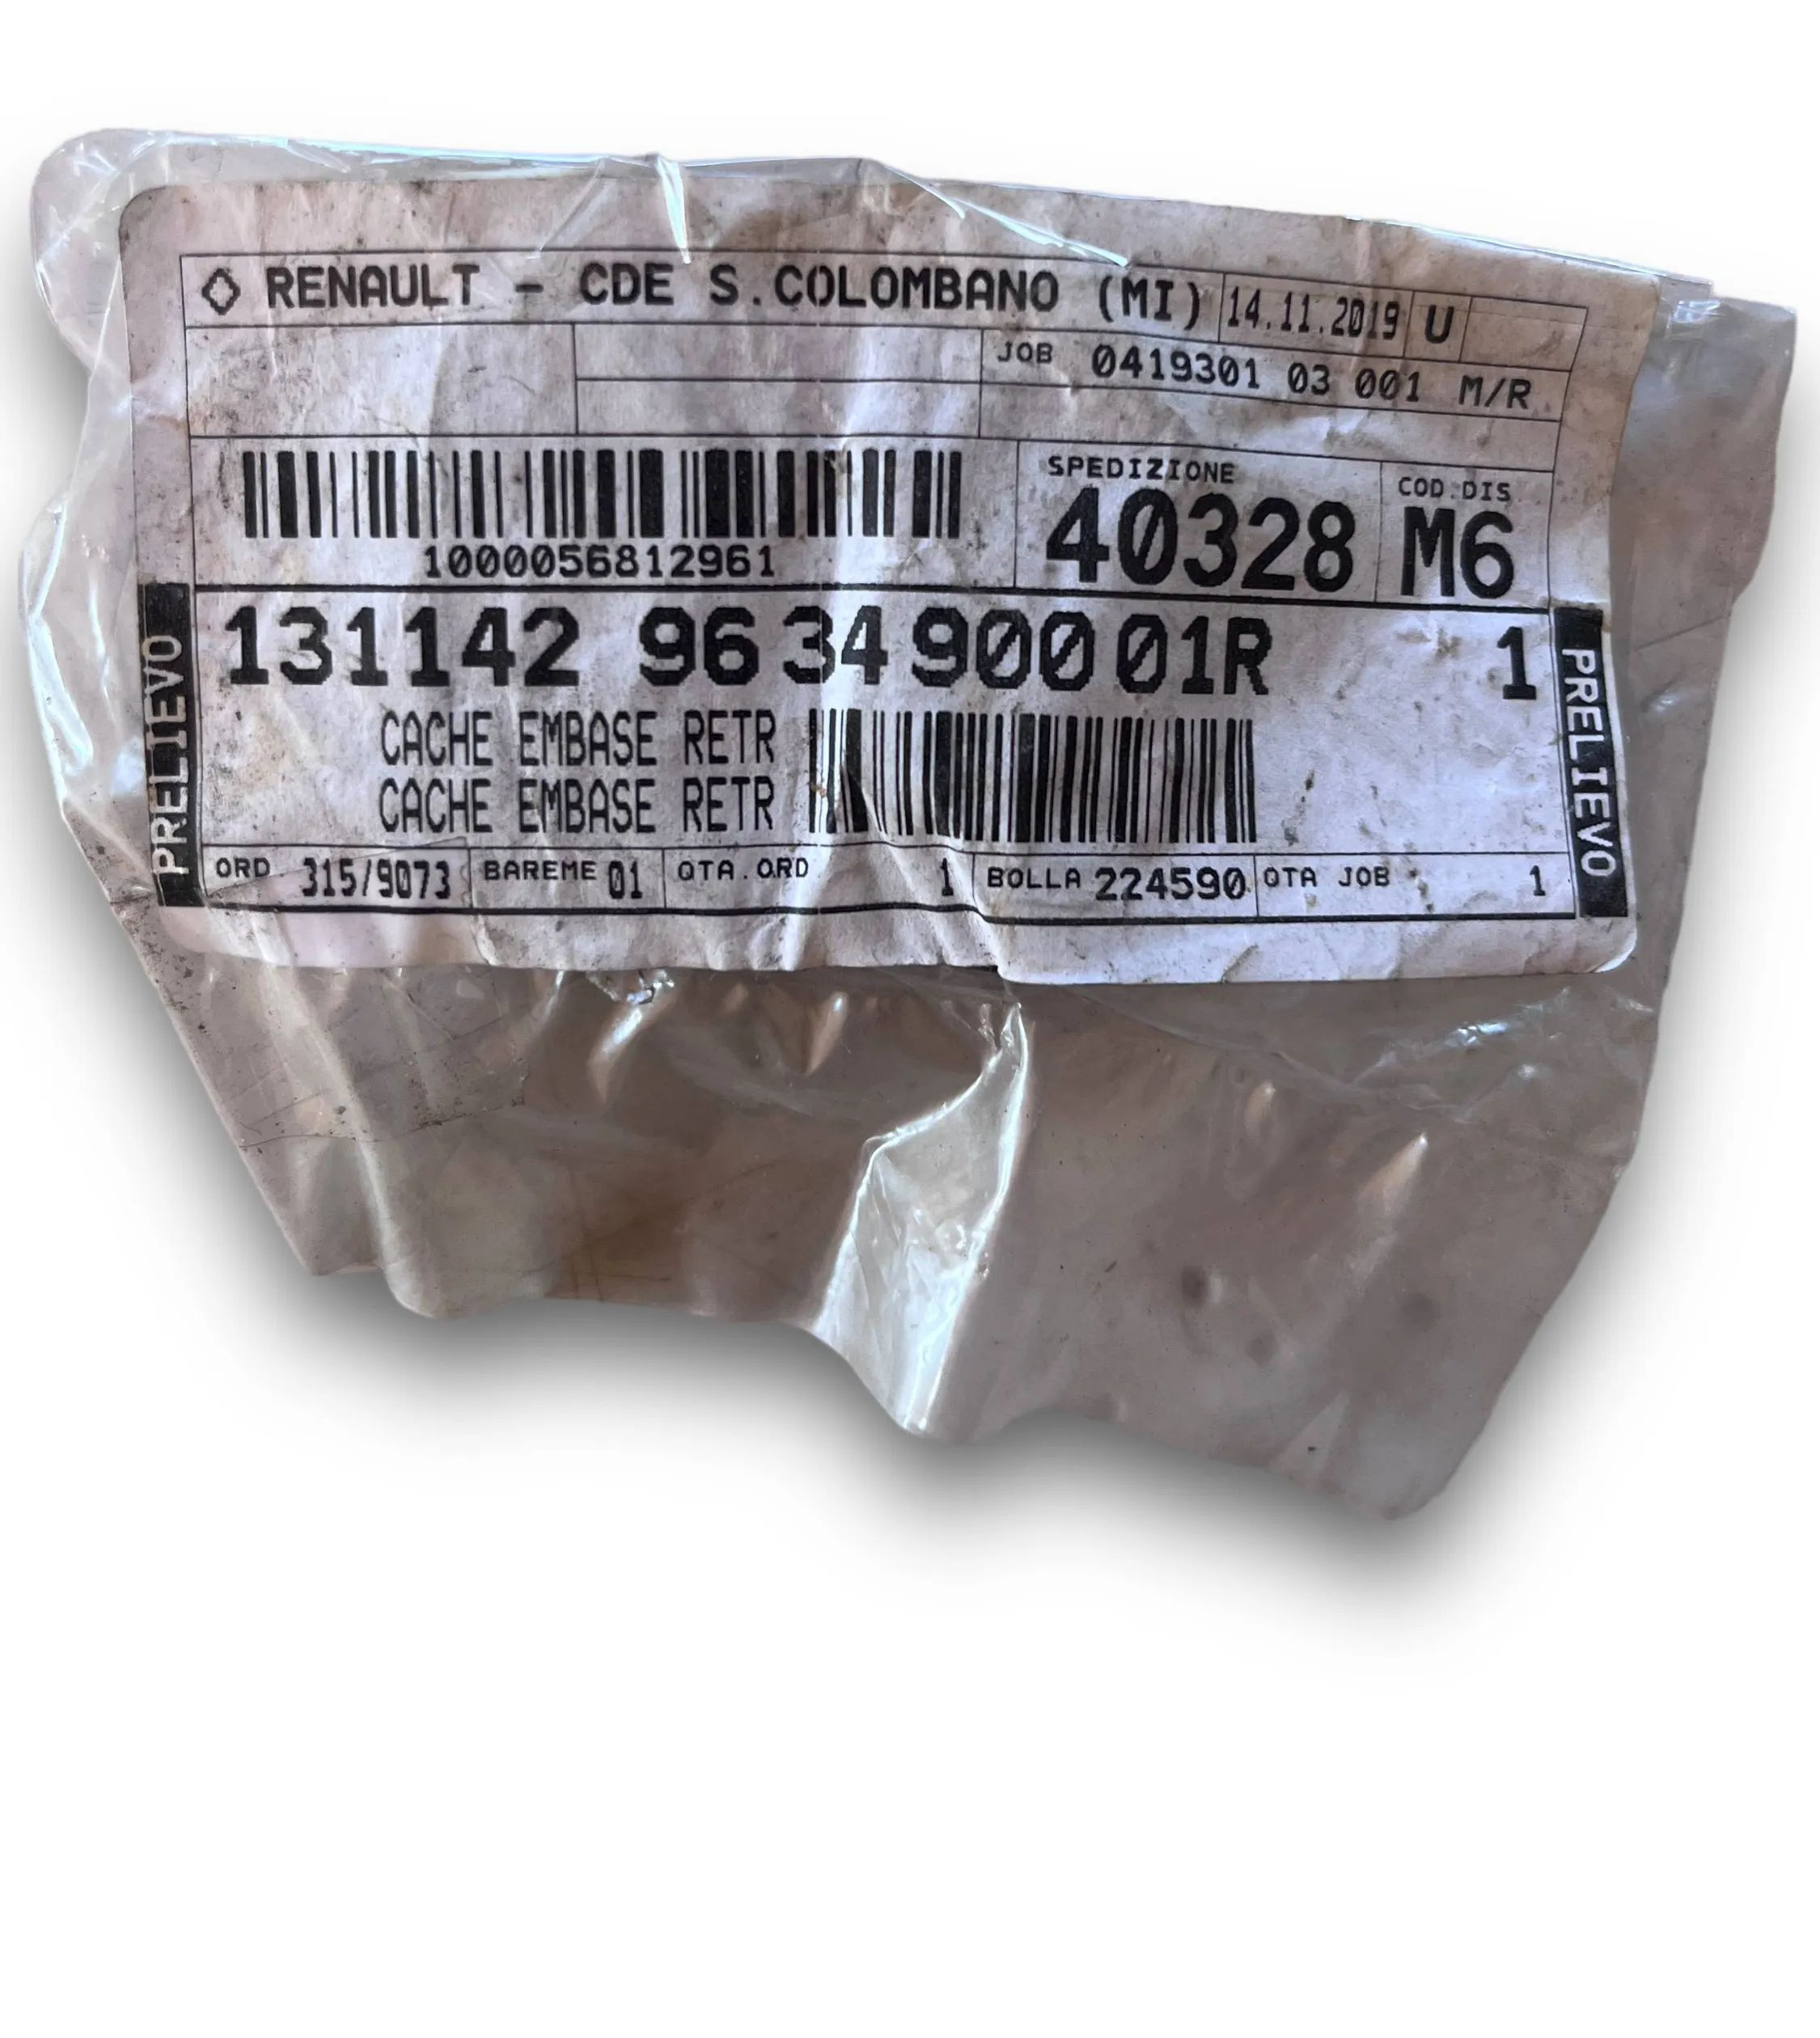 RENAULT - CDE S.COLOMBANO (MI) 14.11.2019 U
JOB 0419301 03 001 M/R
SPEDIZIONE COD.DIS
1000056812961 40328 M6
PRELIEVO
131142 96 34 900 01R 1
CACHE EMBASE RETR
CACHE EMBASE RETR
PRELIEVO
ORD 315/9073 BAREME 01 QTA.ORD 1 BOLLA 224590 QTA JOB 1